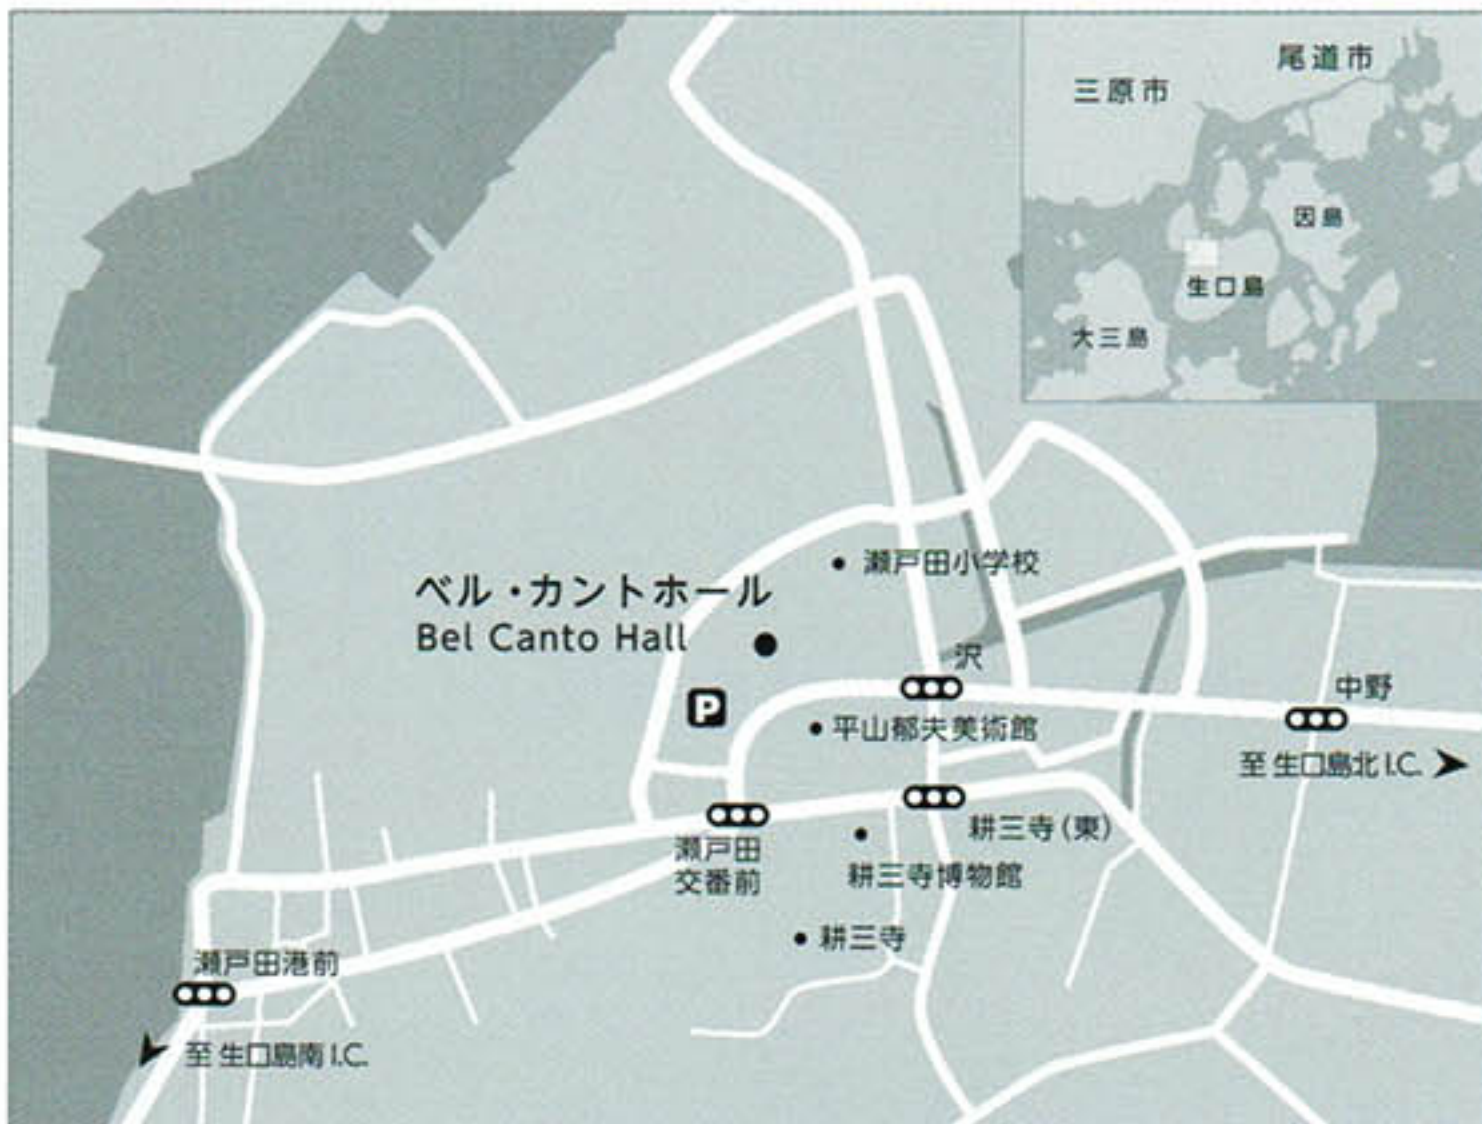 尾道市
三原市
因島
生口島
大三島
瀬戸田小学校
ベル・カントホール
Bel Canto Hall
沢
中野
P
平山郁夫美術館
至 生口島北 I.C.
耕三寺(東)
瀬戸田
交番前
耕三寺博物館
耕三寺
瀬戸田港前
至 生口島南 I.C.